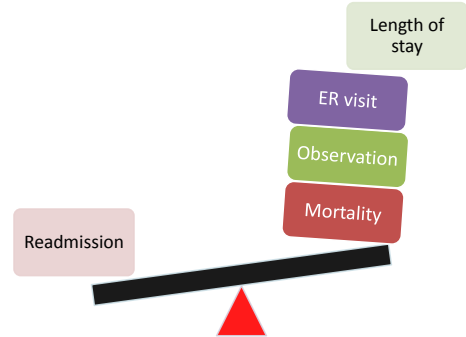 Length of
stay
ER visit
Observation
Mortality
Readmission